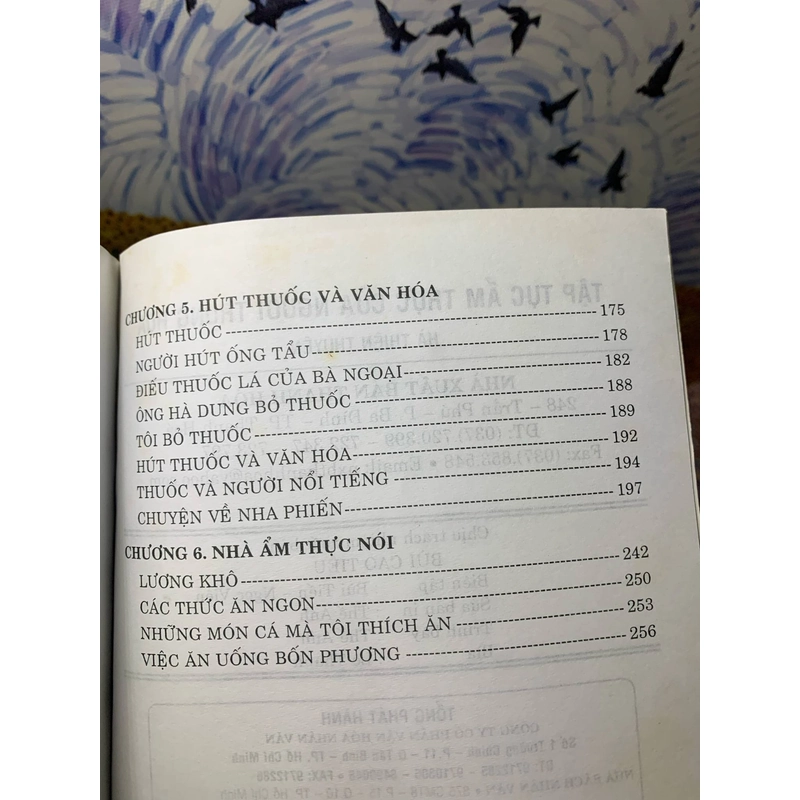 CHƯƠNG 5. HÚT THUỐC VÀ VĂN HÓA
HÚT THUỐC 175
NGƯỜI HÚT ỐNG TẨU 178
ĐIẾU THUỐC LÁ CỦA BÀ NGOẠI 182
ÔNG HÀ DUNG BỎ THUỐC 188
TÔI BỎ THUỐC 189
HÚT THUỐC VÀ VĂN HÓA 192
THUỐC VÀ NGƯỜI NỔI TIẾNG 194
CHUYỆN VỀ NHA PHIẾN 197
CHƯƠNG 6. NHÀ ẨM THỰC NÓI
LƯƠNG KHÔ 242
CÁC THỨC ĂN NGON 250
NHỮNG MÓN CÁ MÀ TÔI THÍCH ĂN 253
VIỆC ĂN UỐNG BỐN PHƯƠNG 256